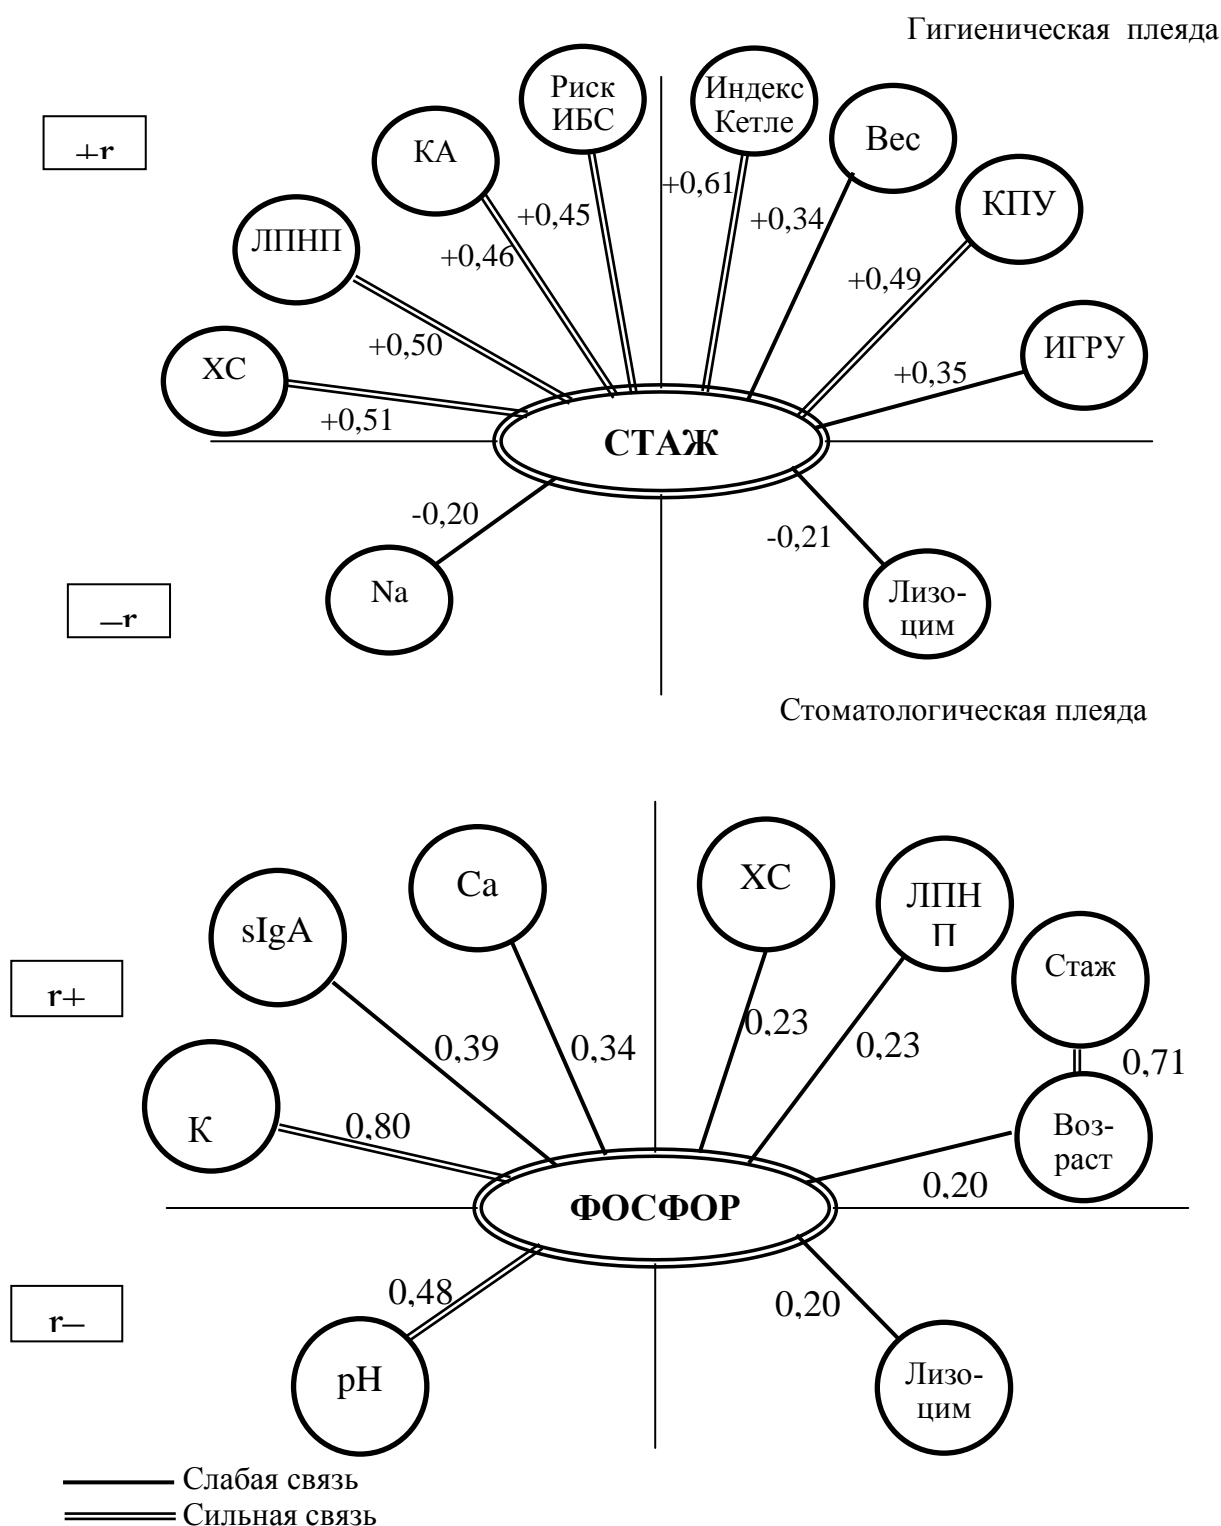 Гигиеническая плеяда
+r
Риск
ИБС
Индекс
Кетле
Вес
КА
КПУ
ЛПНП
ИГРУ
ХС
+0,61
+0,45
+0,34
+0,46
+0,49
+0,50
+0,35
+0,51
СТАЖ
-0,20
-0,21
Na
Лизо-
цим
–r
Стоматологическая плеяда
Ca
ХС
ЛПН
П
sIgA
Стаж
r+
0,39
0,34
0,23
0,23
0,71
К
0,80
Воз-
раст
0,20
ФОСФОР
0,48
0,20
r–
pH
Лизо-
цим
Слабая связь
Сильная связь